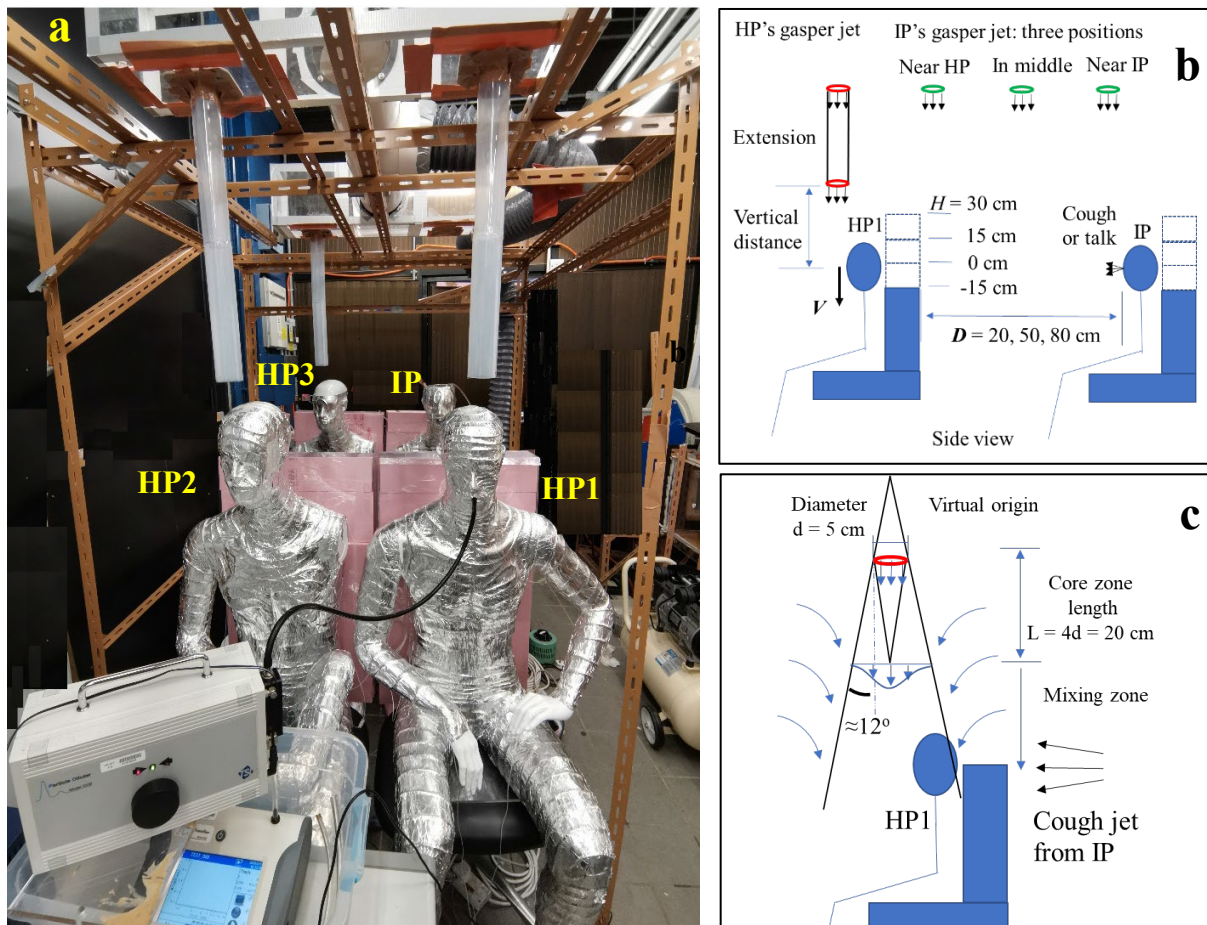 a
HP3
IP
HP2
HP1
b
TSI
HP's gasper jet
IP's gasper jet: three positions
b
Near HP
In middle
Near IP
Extension
Vertical
distance
HP1
H = 30 cm
15 cm
0 cm
-15 cm
Cough
or talk
IP
V
D = 20, 50, 80 cm
Side view
c
Diameter
d = 5 cm
Virtual origin
Core zone
length
L = 4d = 20 cm
Mixing zone
≈12°
HP1
Cough jet
from IP